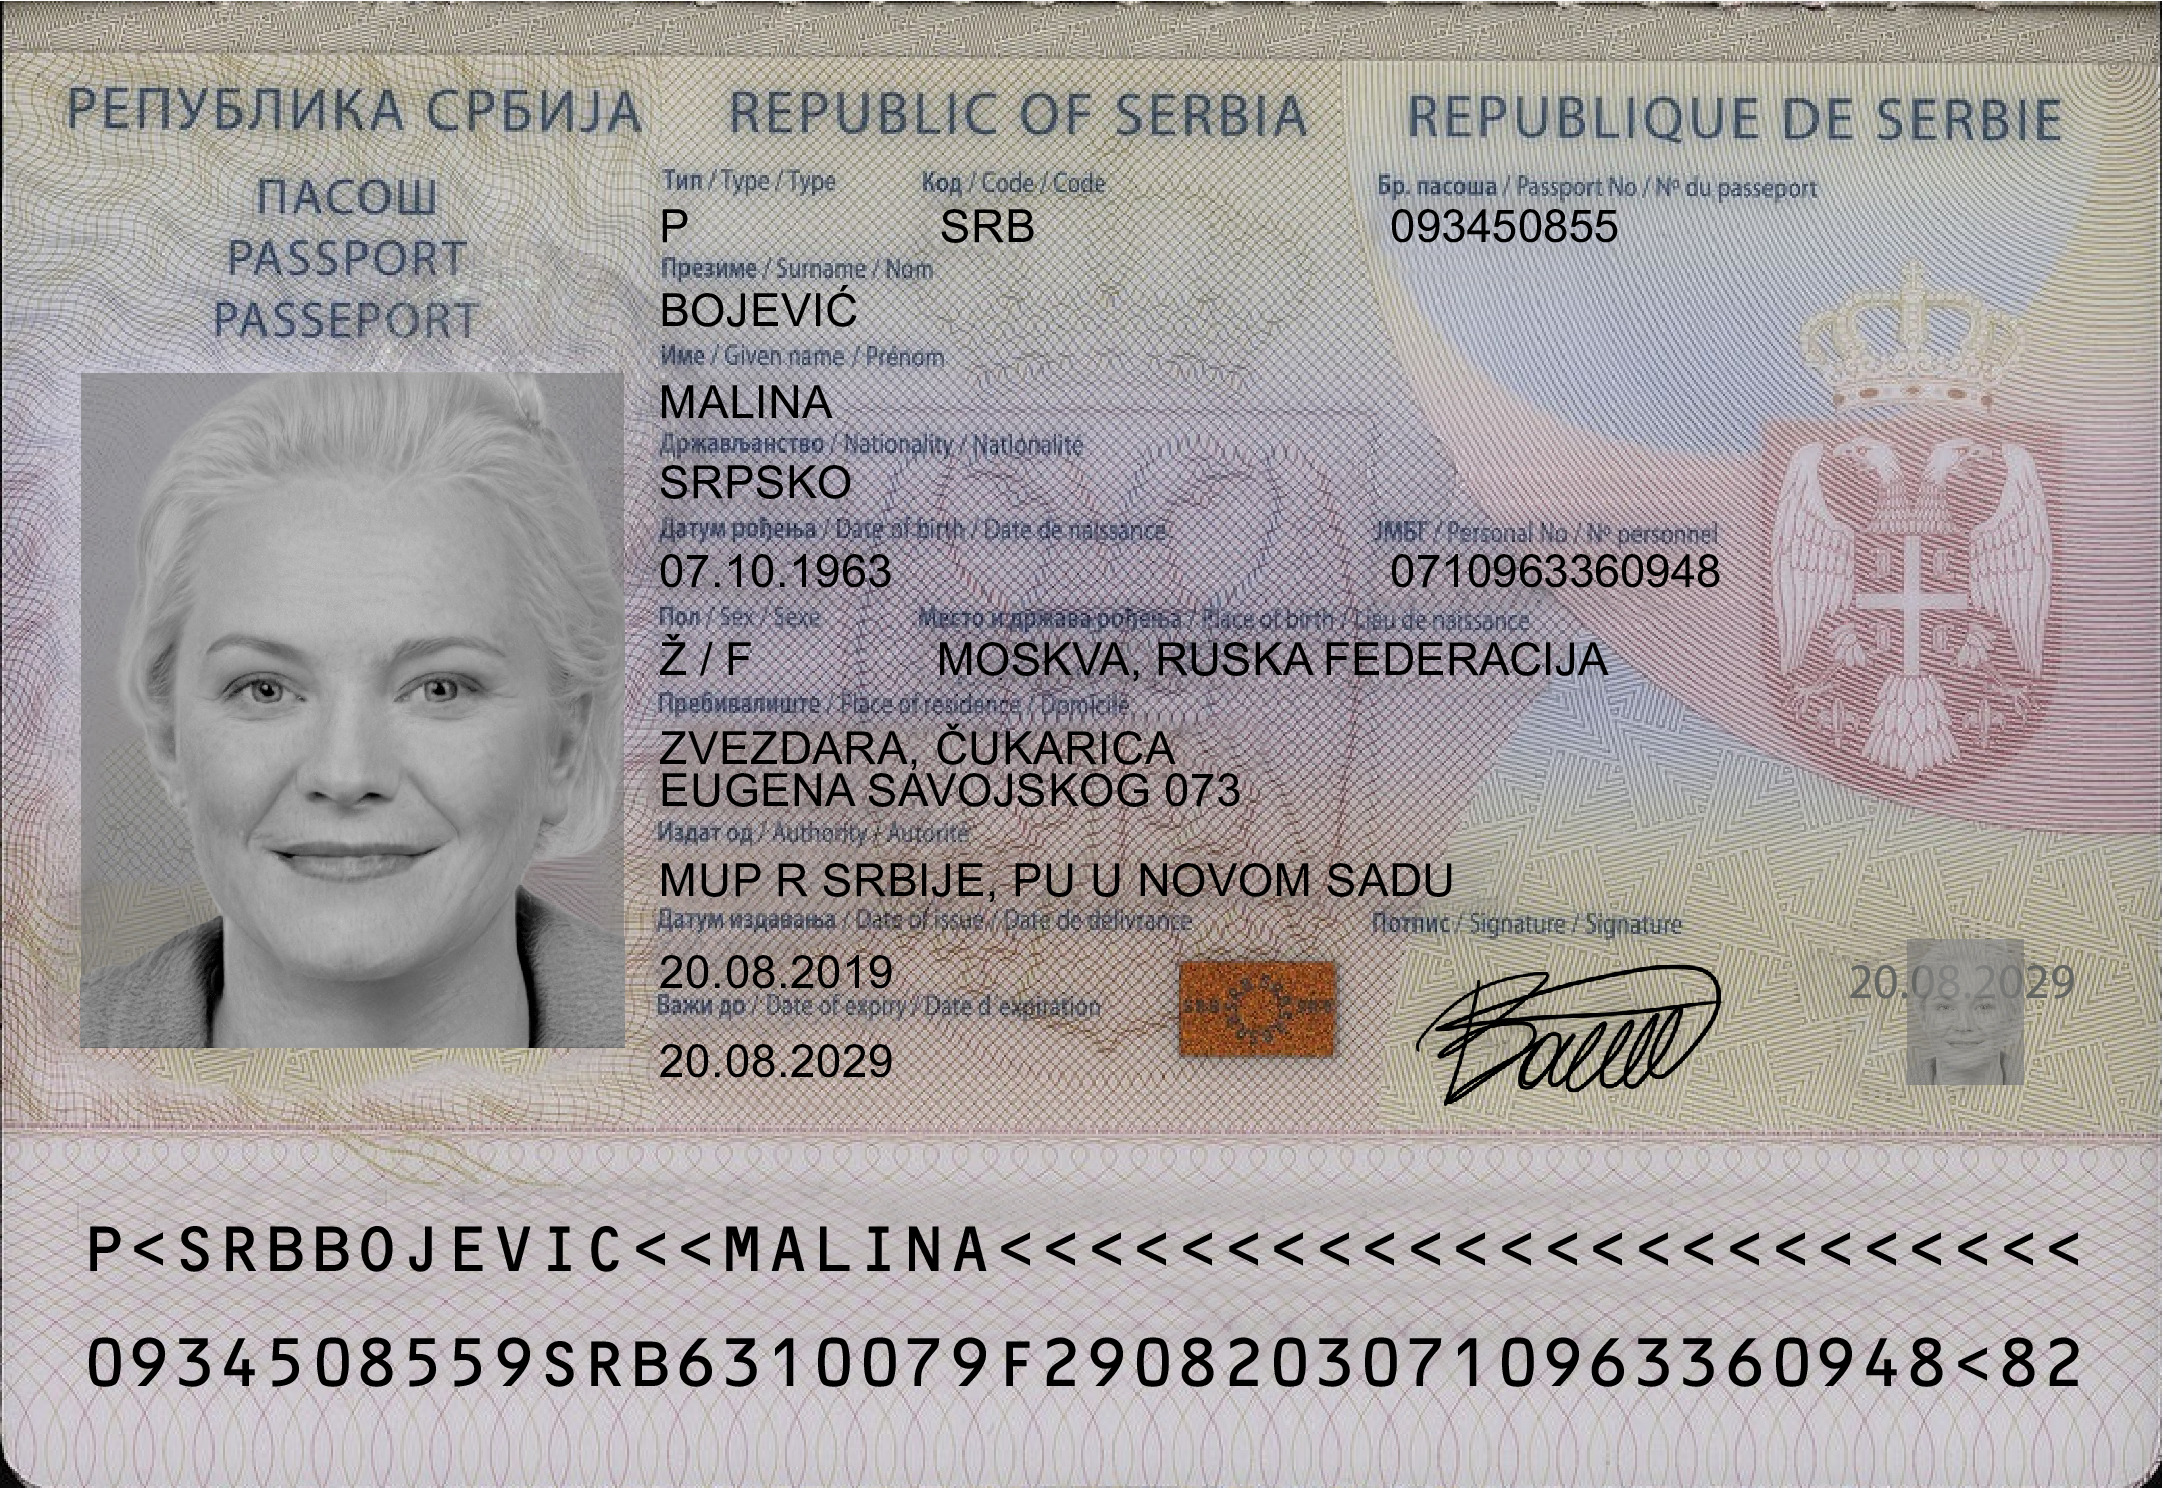 РЕПУБЛИКА СРБИЈА REPUBLIC OF SERBIA REPUBLIQUE DE SERBIE
ПАСОШ
PASSPORT
PASSEPORT
Тип / Type / Type Код / Code / Code Бр. пасоша / Passport No / Nº du passeport
P SRB 093450855
Презиме / Surname / Nom
BOJEVIĆ
Име / Given name / Prénom
MALINA
Држављанство / Nationality / Nationalité
SRPSKO
Датум рођења / Date of birth / Date de naissance ЈМБГ / Personal No / Nº personnel
07.10.1963 0710963360948
Пол / Sex / Sexe Место и држава рођења / Place of birth / Lieu de naissance
Ž / F MOSKVA, RUSKA FEDERACIJA
Пребивалиште / Place of residence / Domicile
ZVEZDARA, ČUKARICA
EUGENA SAVOJSKOG 073
Издат од / Authority / Autorité
MUP R SRBIJE, PU U NOVOM SADU
Датум издавања / Date of issue / Date de délivrance Потпис / Signature / Signature
20.08.2019 20.08.2029
Важи до / Date of expiry / Date d expiration
20.08.2029
P<SRBBOJEVIC<<MALINA<<<<<<<<<<<<<<<<<<<<<<<<
0934508559SRB6310079F29082030710963360948<82